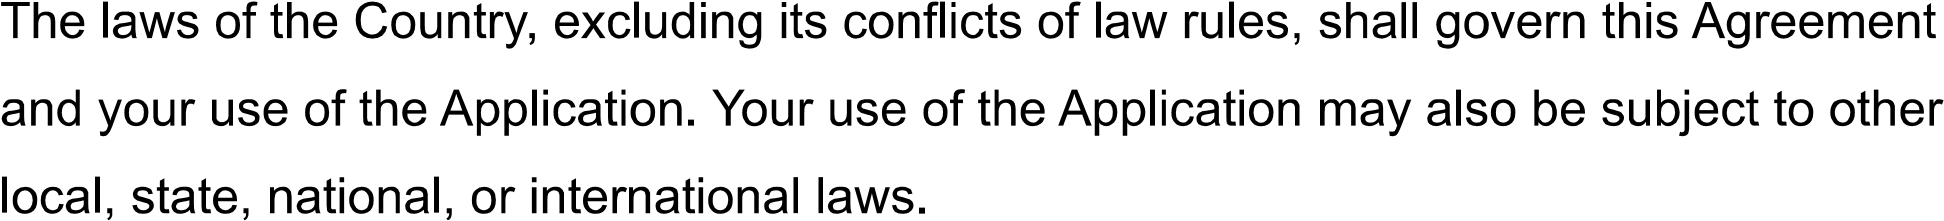 The laws of the Country, excluding its conflicts of law rules, shall govern this Agreement
and your use of the Application. Your use of the Application may also be subject to other
local, state, national, or international laws.